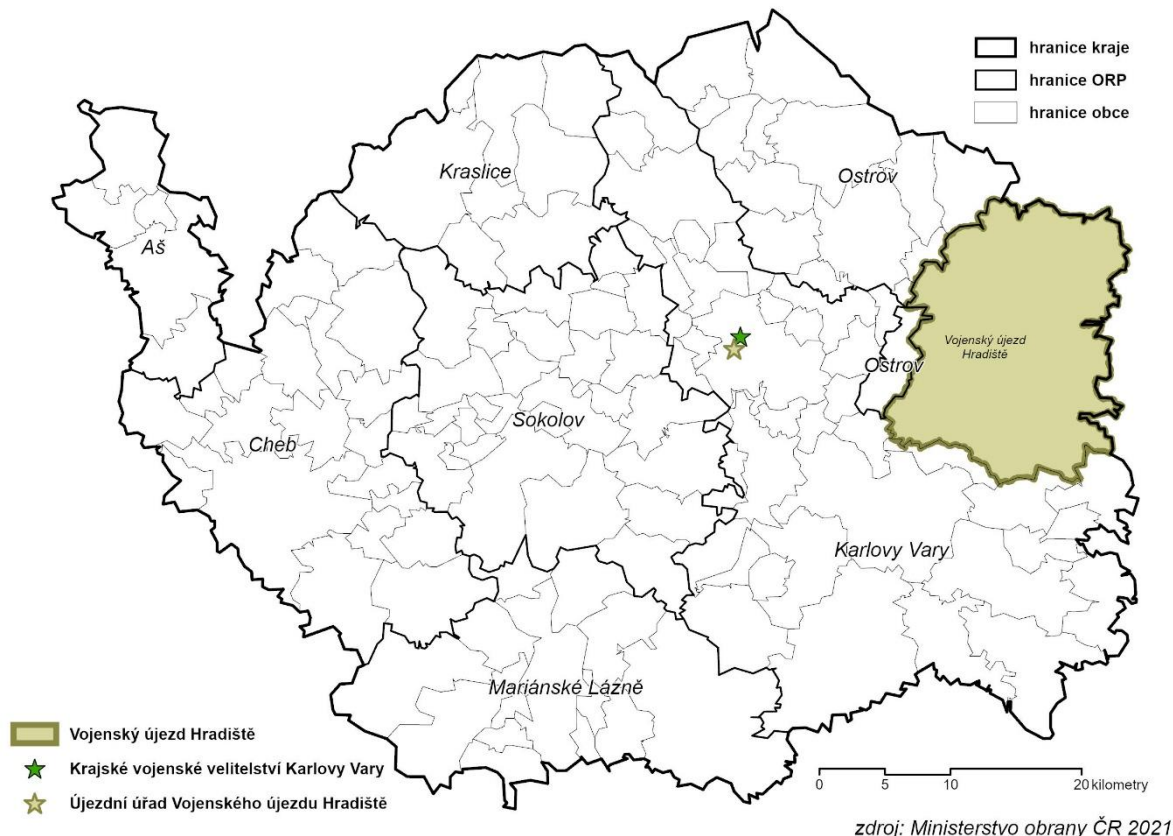 hranice kraje
hranice ORP
hranice obce
Kraslice
Ostrov
Aš
Vojenský újezd
Hradiště
Ostrov
Sokolov
Cheb
Karlovy Vary
Mariánské Lázně
Vojenský újezd Hradiště
Krajské vojenské velitelství Karlovy Vary
Újezdní úřad Vojenského újezdu Hradiště
0 5 10 20 kilometry
zdroj: Ministerstvo obrany ČR 2021